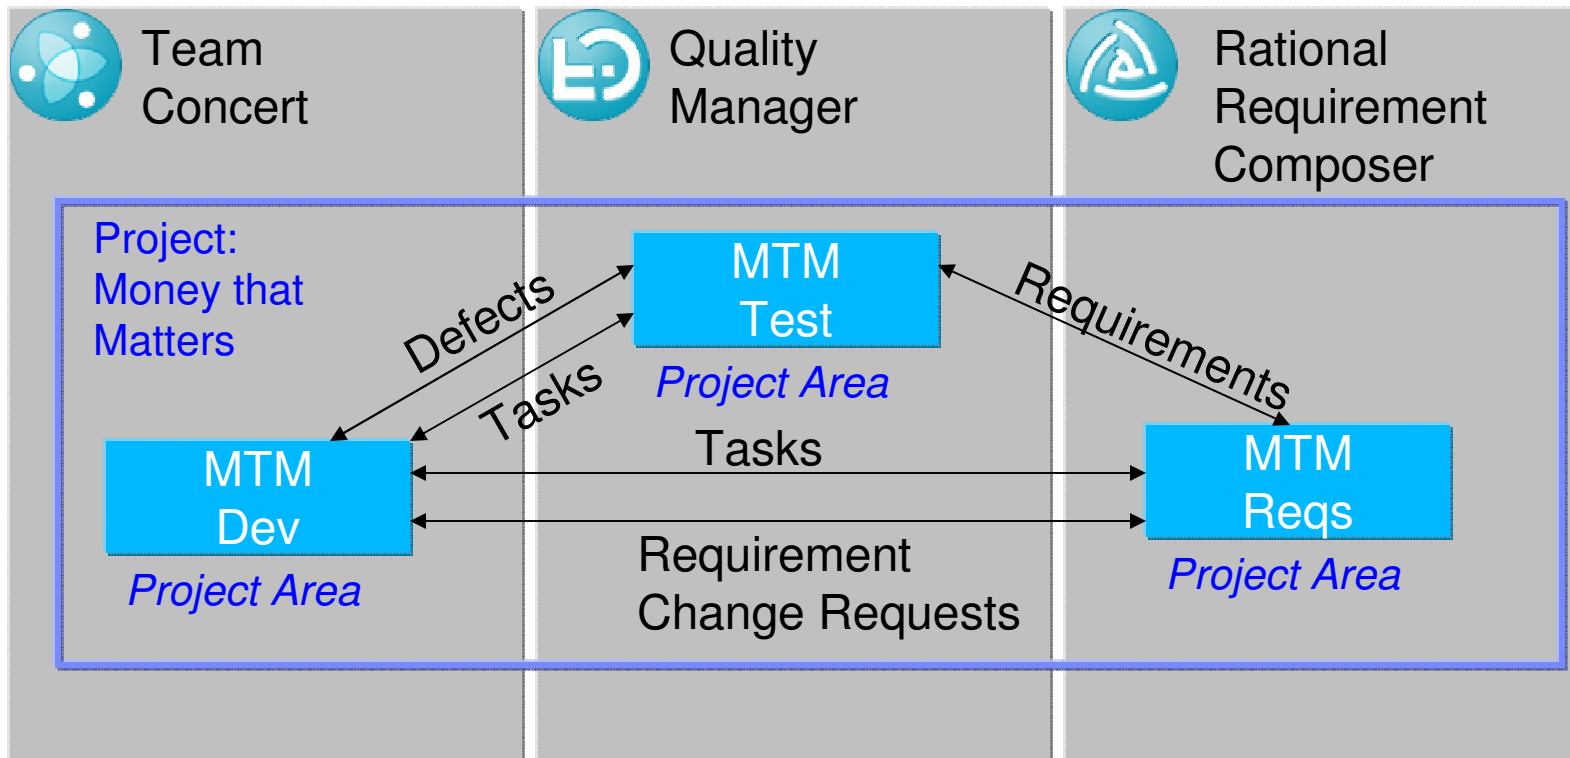 Team
Concert
Quality
Manager
Rational
Requirement
Composer
Project:
Money that
Matters
Defects
Tasks
MTM
Test
Project Area
Requirements
Tasks
MTM
Dev
Project Area
Requirement
Change Requests
MTM
Reqs
Project Area